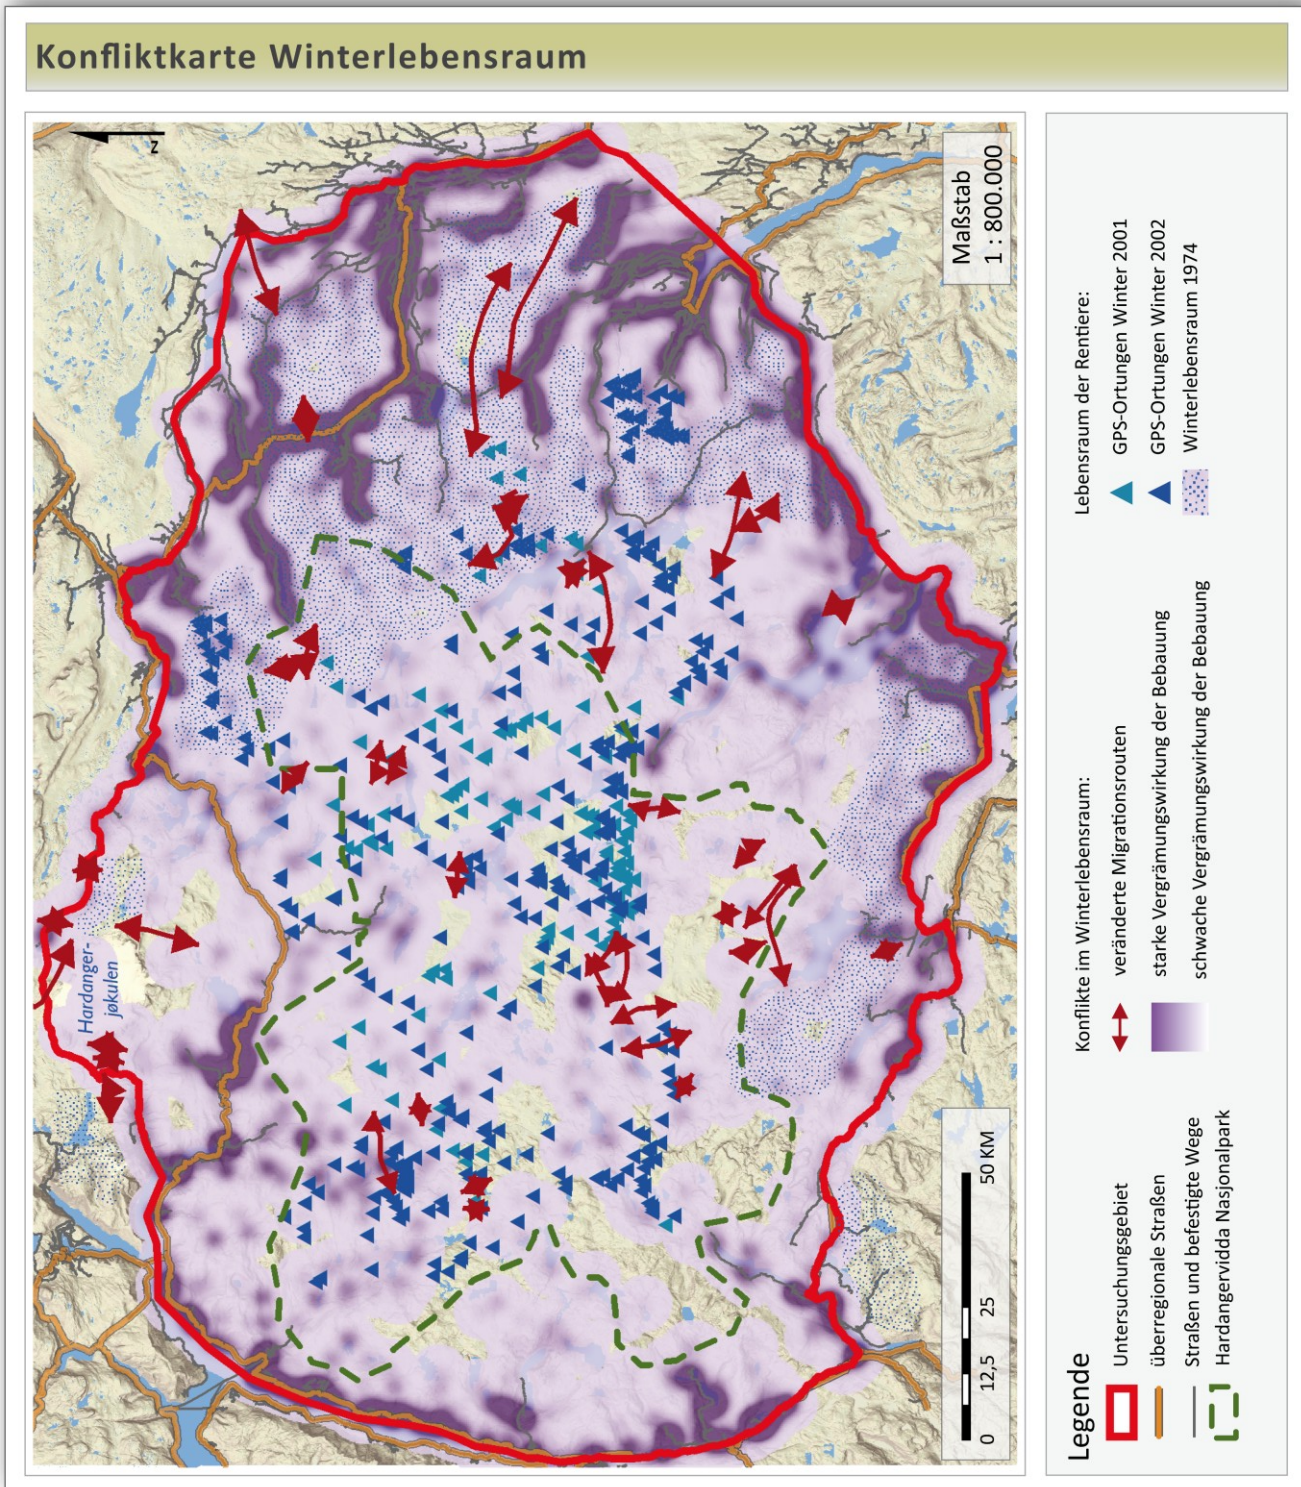 Konfliktkarte Winterlebensraum
N
Hardanger-
jøkulen
Maßstab
1 : 800.000
0 12,5 25 50 KM
Legende
Untersuchungsgebiet
überregionale Straßen
Straßen und befestigte Wege
Hardangervidda Nasjonalpark
Konflikte im Winterlebensraum:
veränderte Migrationsrouten
starke Vergrämungswirkung der Bebauung
schwache Vergrämungswirkung der Bebauung
Lebensraum der Rentiere:
GPS-Ortungen Winter 2001
GPS-Ortungen Winter 2002
Winterlebensraum 1974